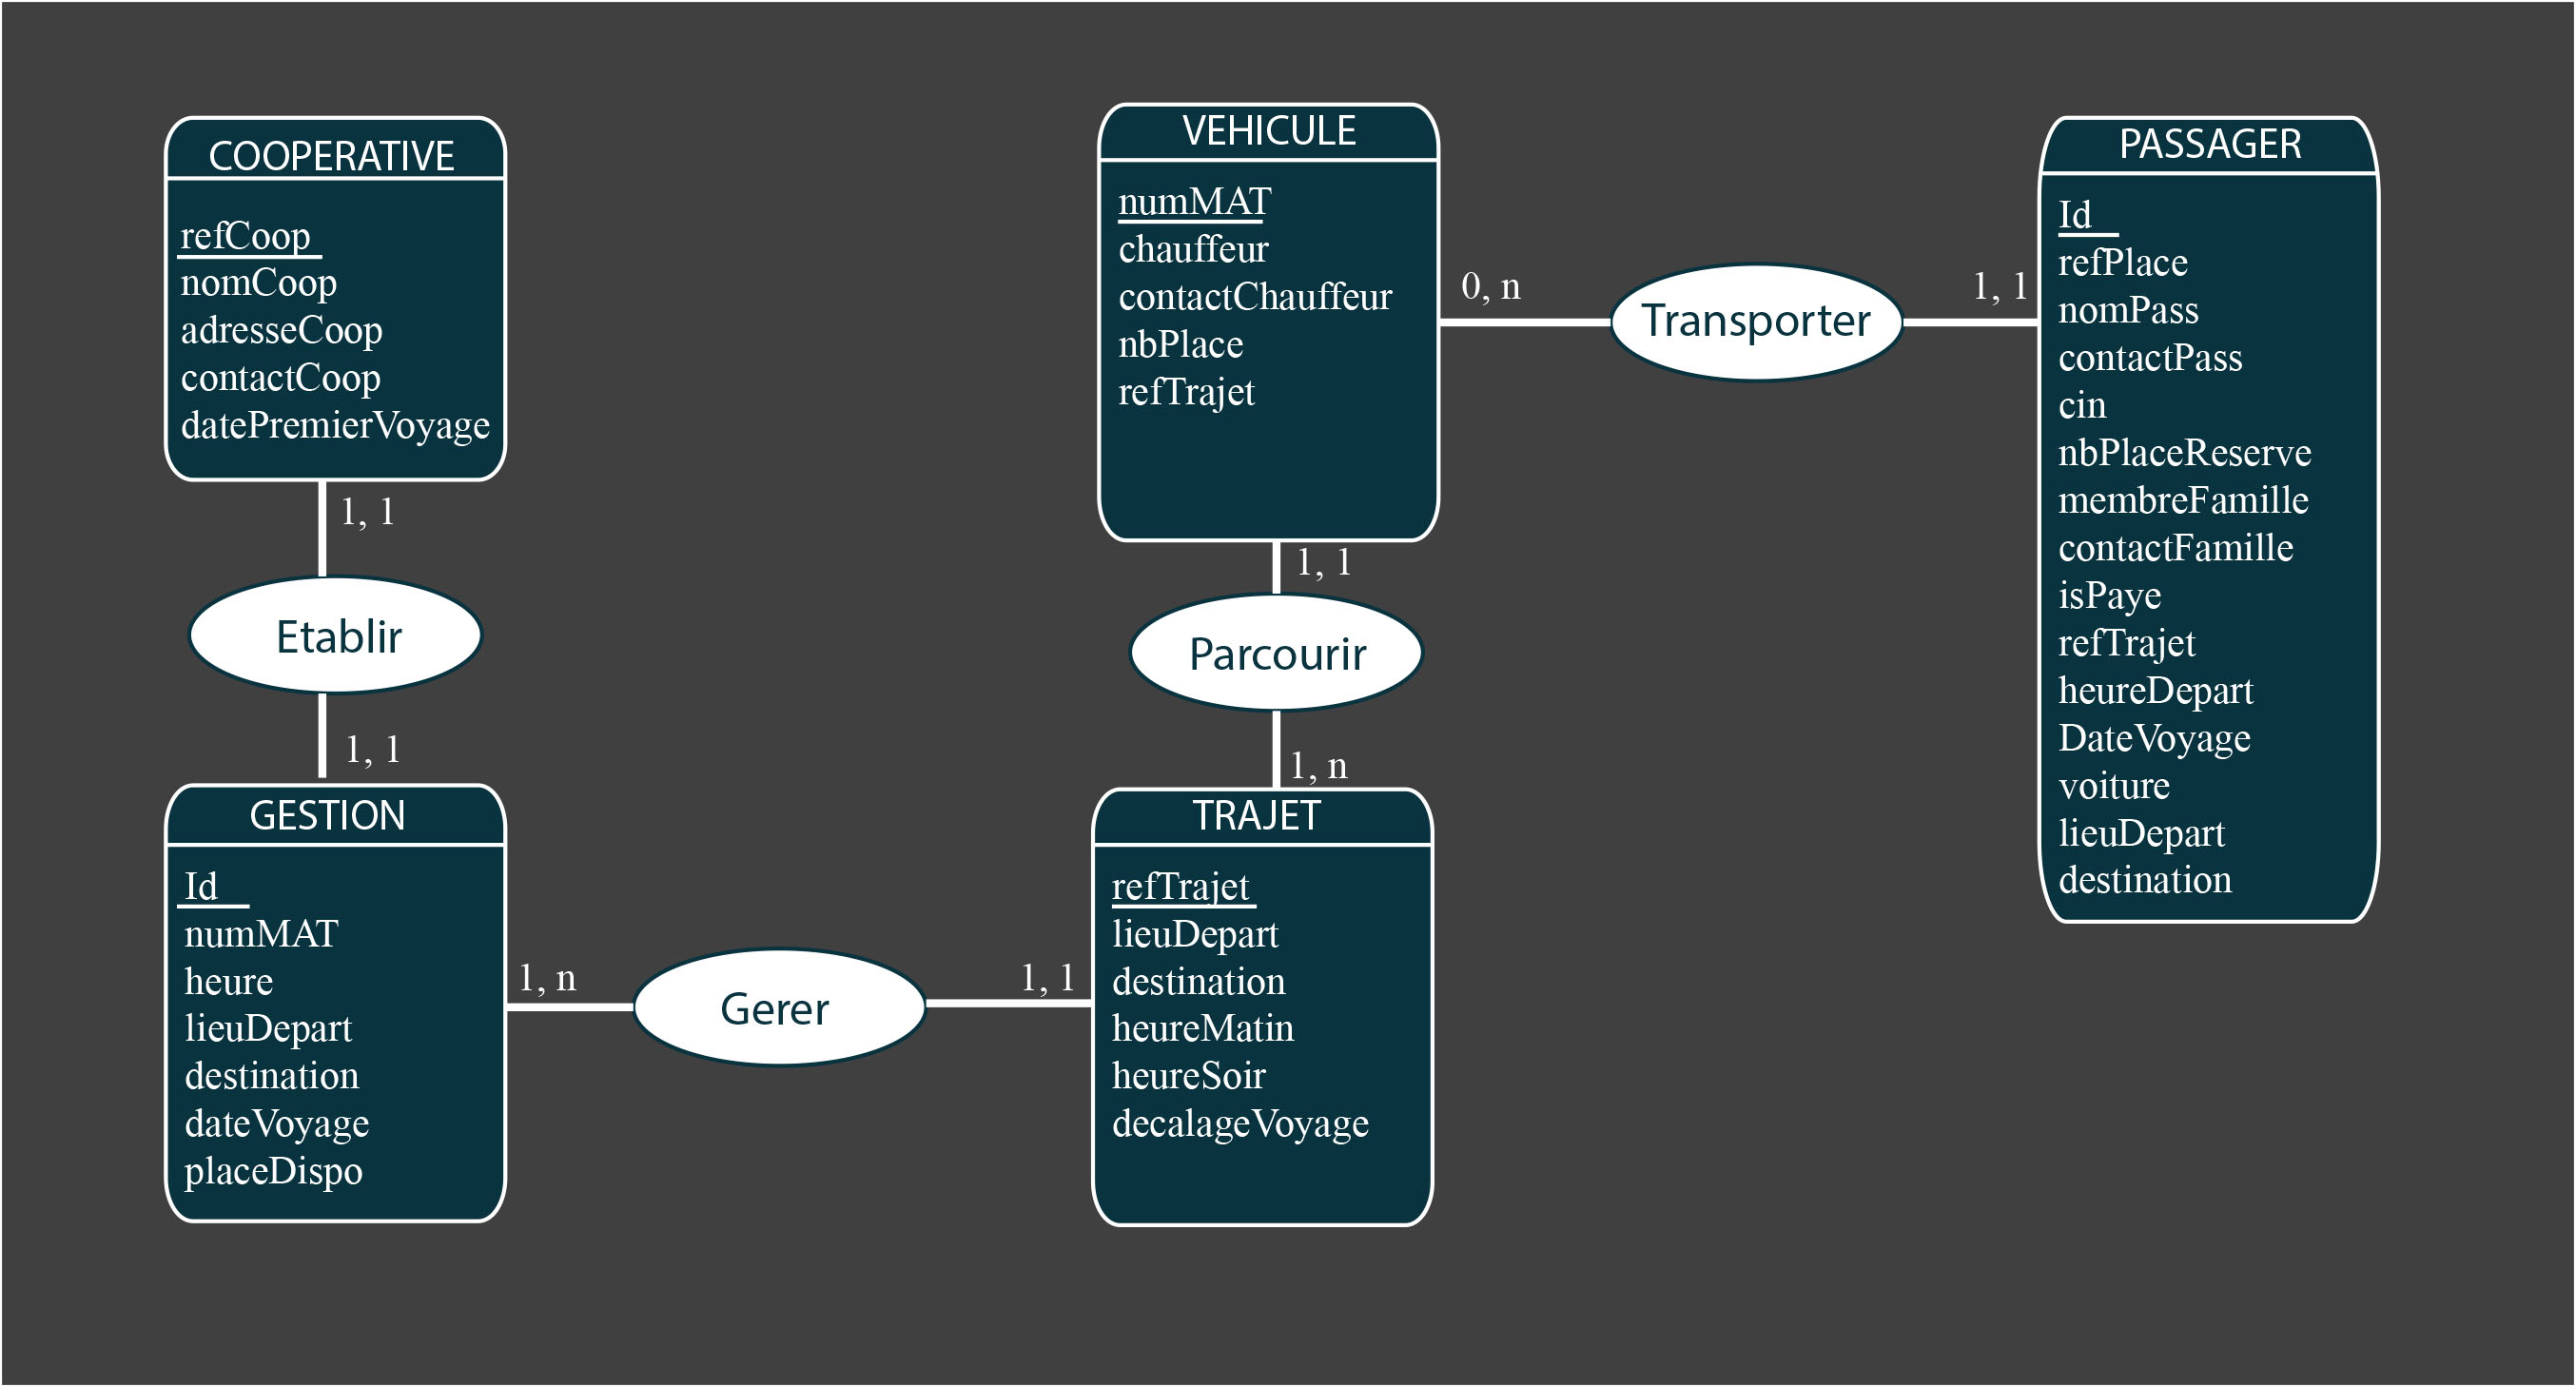 COOPERATIVE
refCoop
nomCoop
adresseCoop
contactCoop
datePremierVoyage
1, 1
Etablir
1, 1
GESTION
Id
numMAT
heure
lieuDepart
destination
dateVoyage
placeDispo
1, n
Gerer
1, 1
VEHICULE
numMAT
chauffeur
contactChauffeur
nbPlace
refTrajet
1, 1
Parcourir
1, n
TRAJET
refTrajet
lieuDepart
destination
heureMatin
heureSoir
decalageVoyage
0, n
Transporter
1, 1
PASSAGER
Id
refPlace
nomPass
contactPass
cin
nbPlaceReserve
membreFamille
contactFamille
isPaye
refTrajet
heureDepart
DateVoyage
voiture
lieuDepart
destination